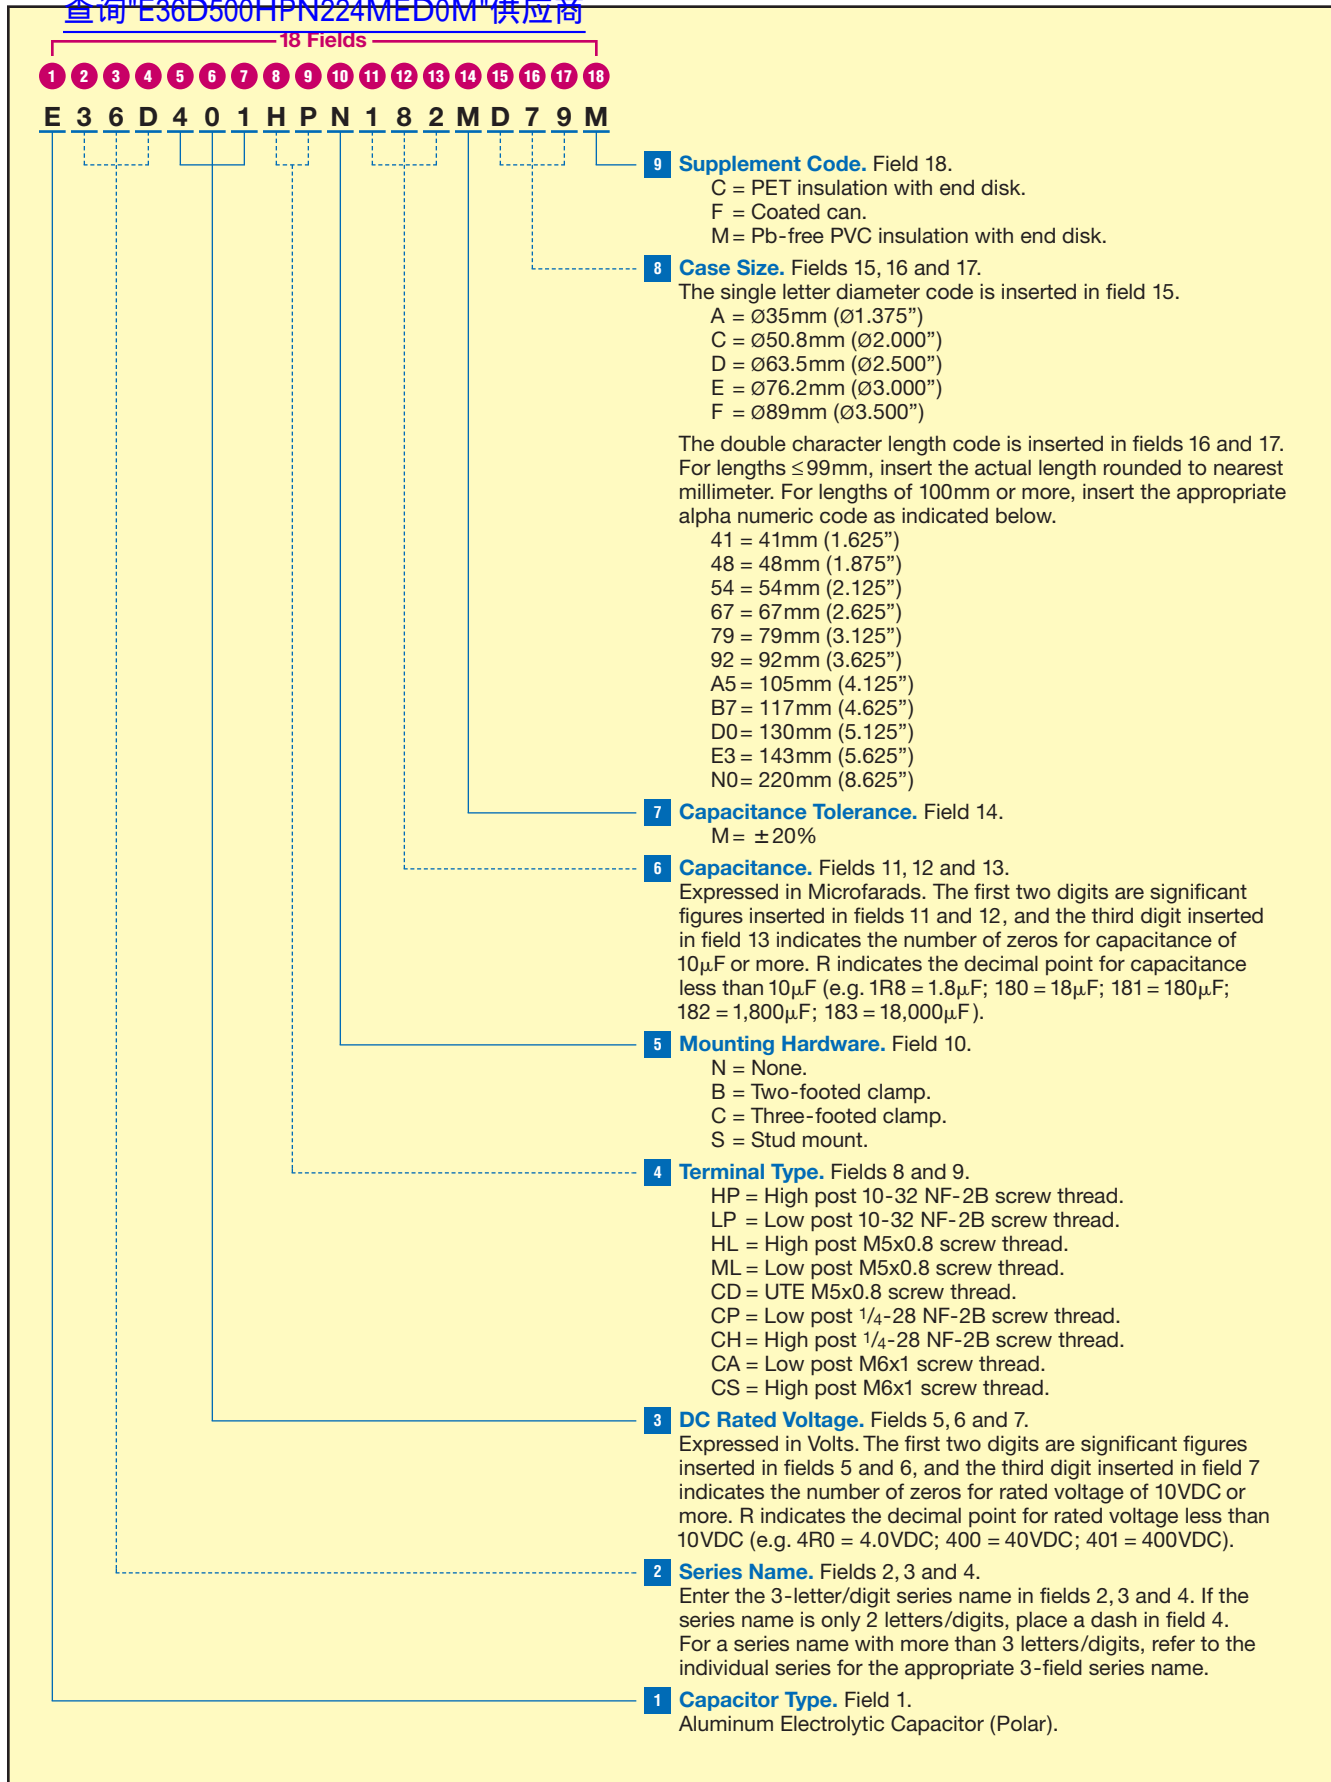 查询"E36D500HPN224MED0M"供应商
18 Fields
1 2 3 4 5 6 7 8 9 10 11 12 13 14 15 16 17 18
E 3 6 D 4 0 1 H P N 1 8 2 M D 7 9 M
9 Supplement Code. Field 18.
C = PET insulation with end disk.
F = Coated can.
M = Pb-free PVC insulation with end disk.
8 Case Size. Fields 15, 16 and 17.
The single letter diameter code is inserted in field 15.
A = Ø35mm (Ø1.375”)
C = Ø50.8mm (Ø2.000”)
D = Ø63.5mm (Ø2.500”)
E = Ø76.2mm (Ø3.000”)
F = Ø89mm (Ø3.500”)
The double character length code is inserted in fields 16 and 17.
For lengths ≤99mm, insert the actual length rounded to nearest
millimeter. For lengths of 100mm or more, insert the appropriate
alpha numeric code as indicated below.
41 = 41mm (1.625”)
48 = 48mm (1.875”)
54 = 54mm (2.125”)
67 = 67mm (2.625”)
79 = 79mm (3.125”)
92 = 92mm (3.625”)
A5 = 105mm (4.125”)
B7 = 117mm (4.625”)
D0 = 130mm (5.125”)
E3 = 143mm (5.625”)
N0 = 220mm (8.625”)
7 Capacitance Tolerance. Field 14.
M = ±20%
6 Capacitance. Fields 11, 12 and 13.
Expressed in Microfarads. The first two digits are significant
figures inserted in fields 11 and 12, and the third digit inserted
in field 13 indicates the number of zeros for capacitance of
10µF or more. R indicates the decimal point for capacitance
less than 10µF (e.g. 1R8 = 1.8µF; 180 = 18µF; 181 = 180µF;
182 = 1,800µF; 183 = 18,000µF).
5 Mounting Hardware. Field 10.
N = None.
B = Two-footed clamp.
C = Three-footed clamp.
S = Stud mount.
4 Terminal Type. Fields 8 and 9.
HP = High post 10-32 NF-2B screw thread.
LP = Low post 10-32 NF-2B screw thread.
HL = High post M5x0.8 screw thread.
ML = Low post M5x0.8 screw thread.
CD = UTE M5x0.8 screw thread.
CP = Low post 1/4-28 NF-2B screw thread.
CH = High post 1/4-28 NF-2B screw thread.
CA = Low post M6x1 screw thread.
CS = High post M6x1 screw thread.
3 DC Rated Voltage. Fields 5, 6 and 7.
Expressed in Volts. The first two digits are significant figures
inserted in fields 5 and 6, and the third digit inserted in field 7
indicates the number of zeros for rated voltage of 10VDC or
more. R indicates the decimal point for rated voltage less than
10VDC (e.g. 4R0 = 4.0VDC; 400 = 40VDC; 401 = 400VDC).
2 Series Name. Fields 2, 3 and 4.
Enter the 3-letter/digit series name in fields 2, 3 and 4. If the
series name is only 2 letters/digits, place a dash in field 4.
For a series name with more than 3 letters/digits, refer to the
individual series for the appropriate 3-field series name.
1 Capacitor Type. Field 1.
Aluminum Electrolytic Capacitor (Polar).